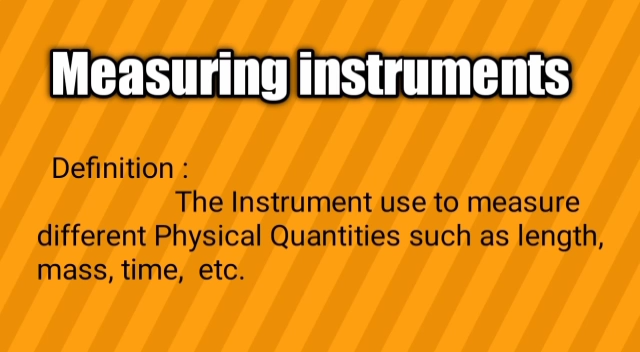 Measuring instruments
Definition :
The Instrument use to measure
different Physical Quantities such as length,
mass, time, etc.